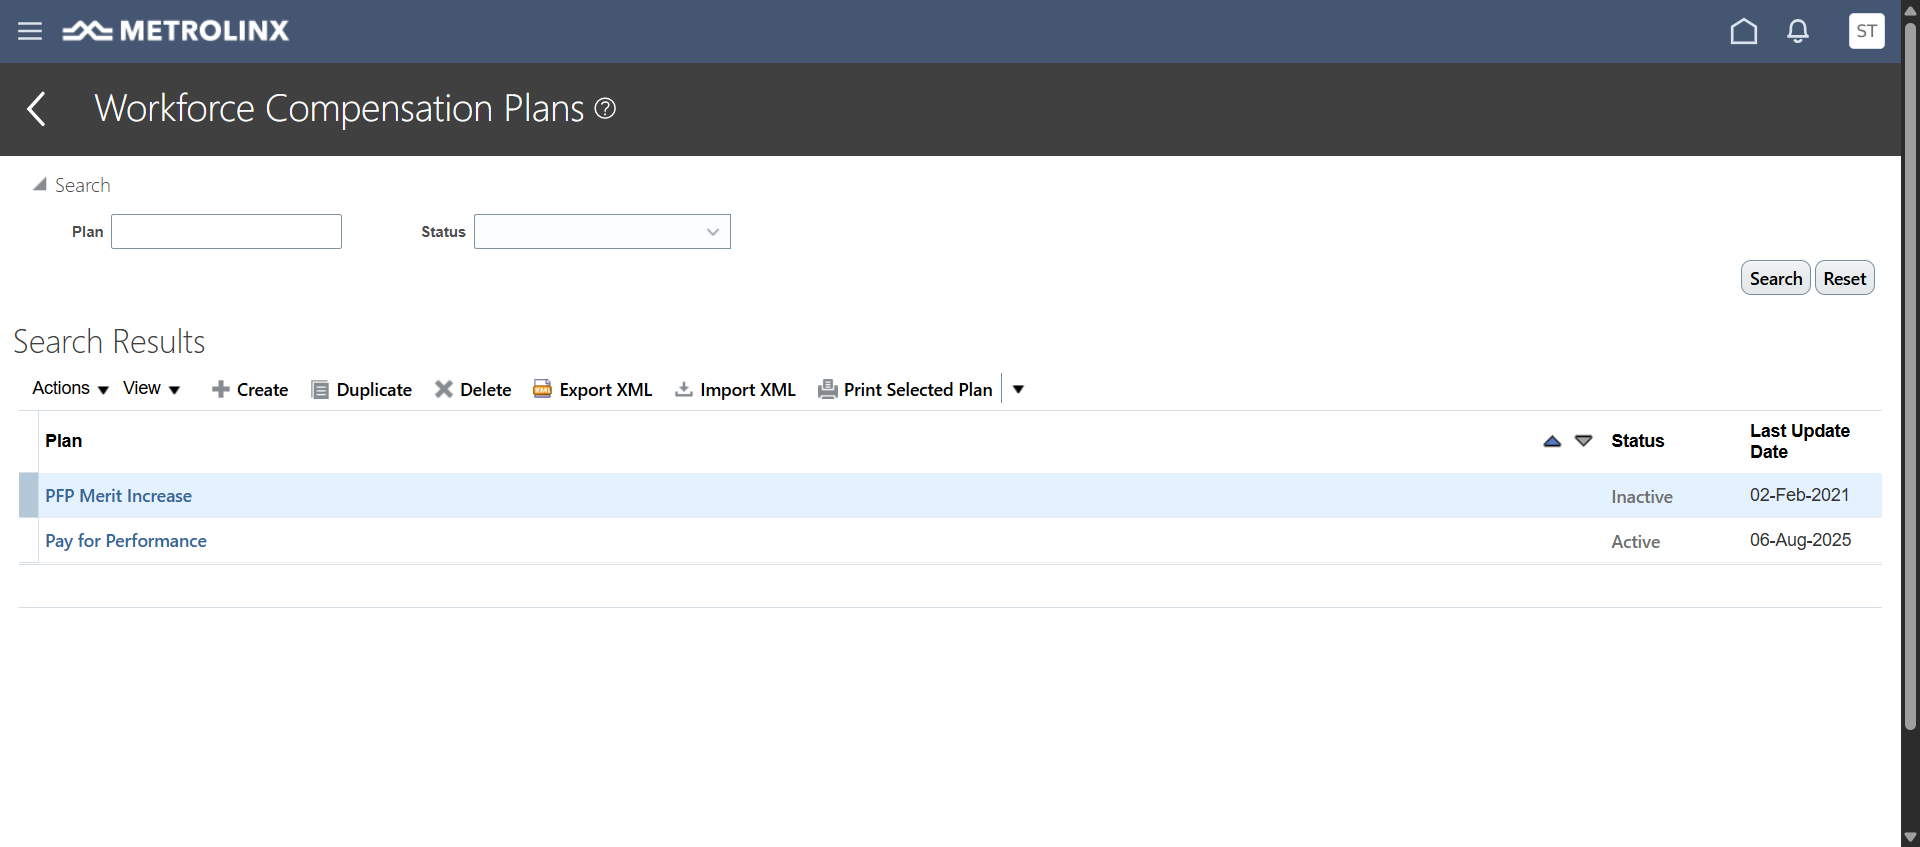 METROLINX
ST
Workforce Compensation Plans ?
Search
Plan
Status
Search Reset
Search Results
Actions View Create Duplicate Delete Export XML Import XML Print Selected Plan
Plan Status Last Update Date
PFP Merit Increase Inactive 02-Feb-2021
Pay for Performance Active 06-Aug-2025